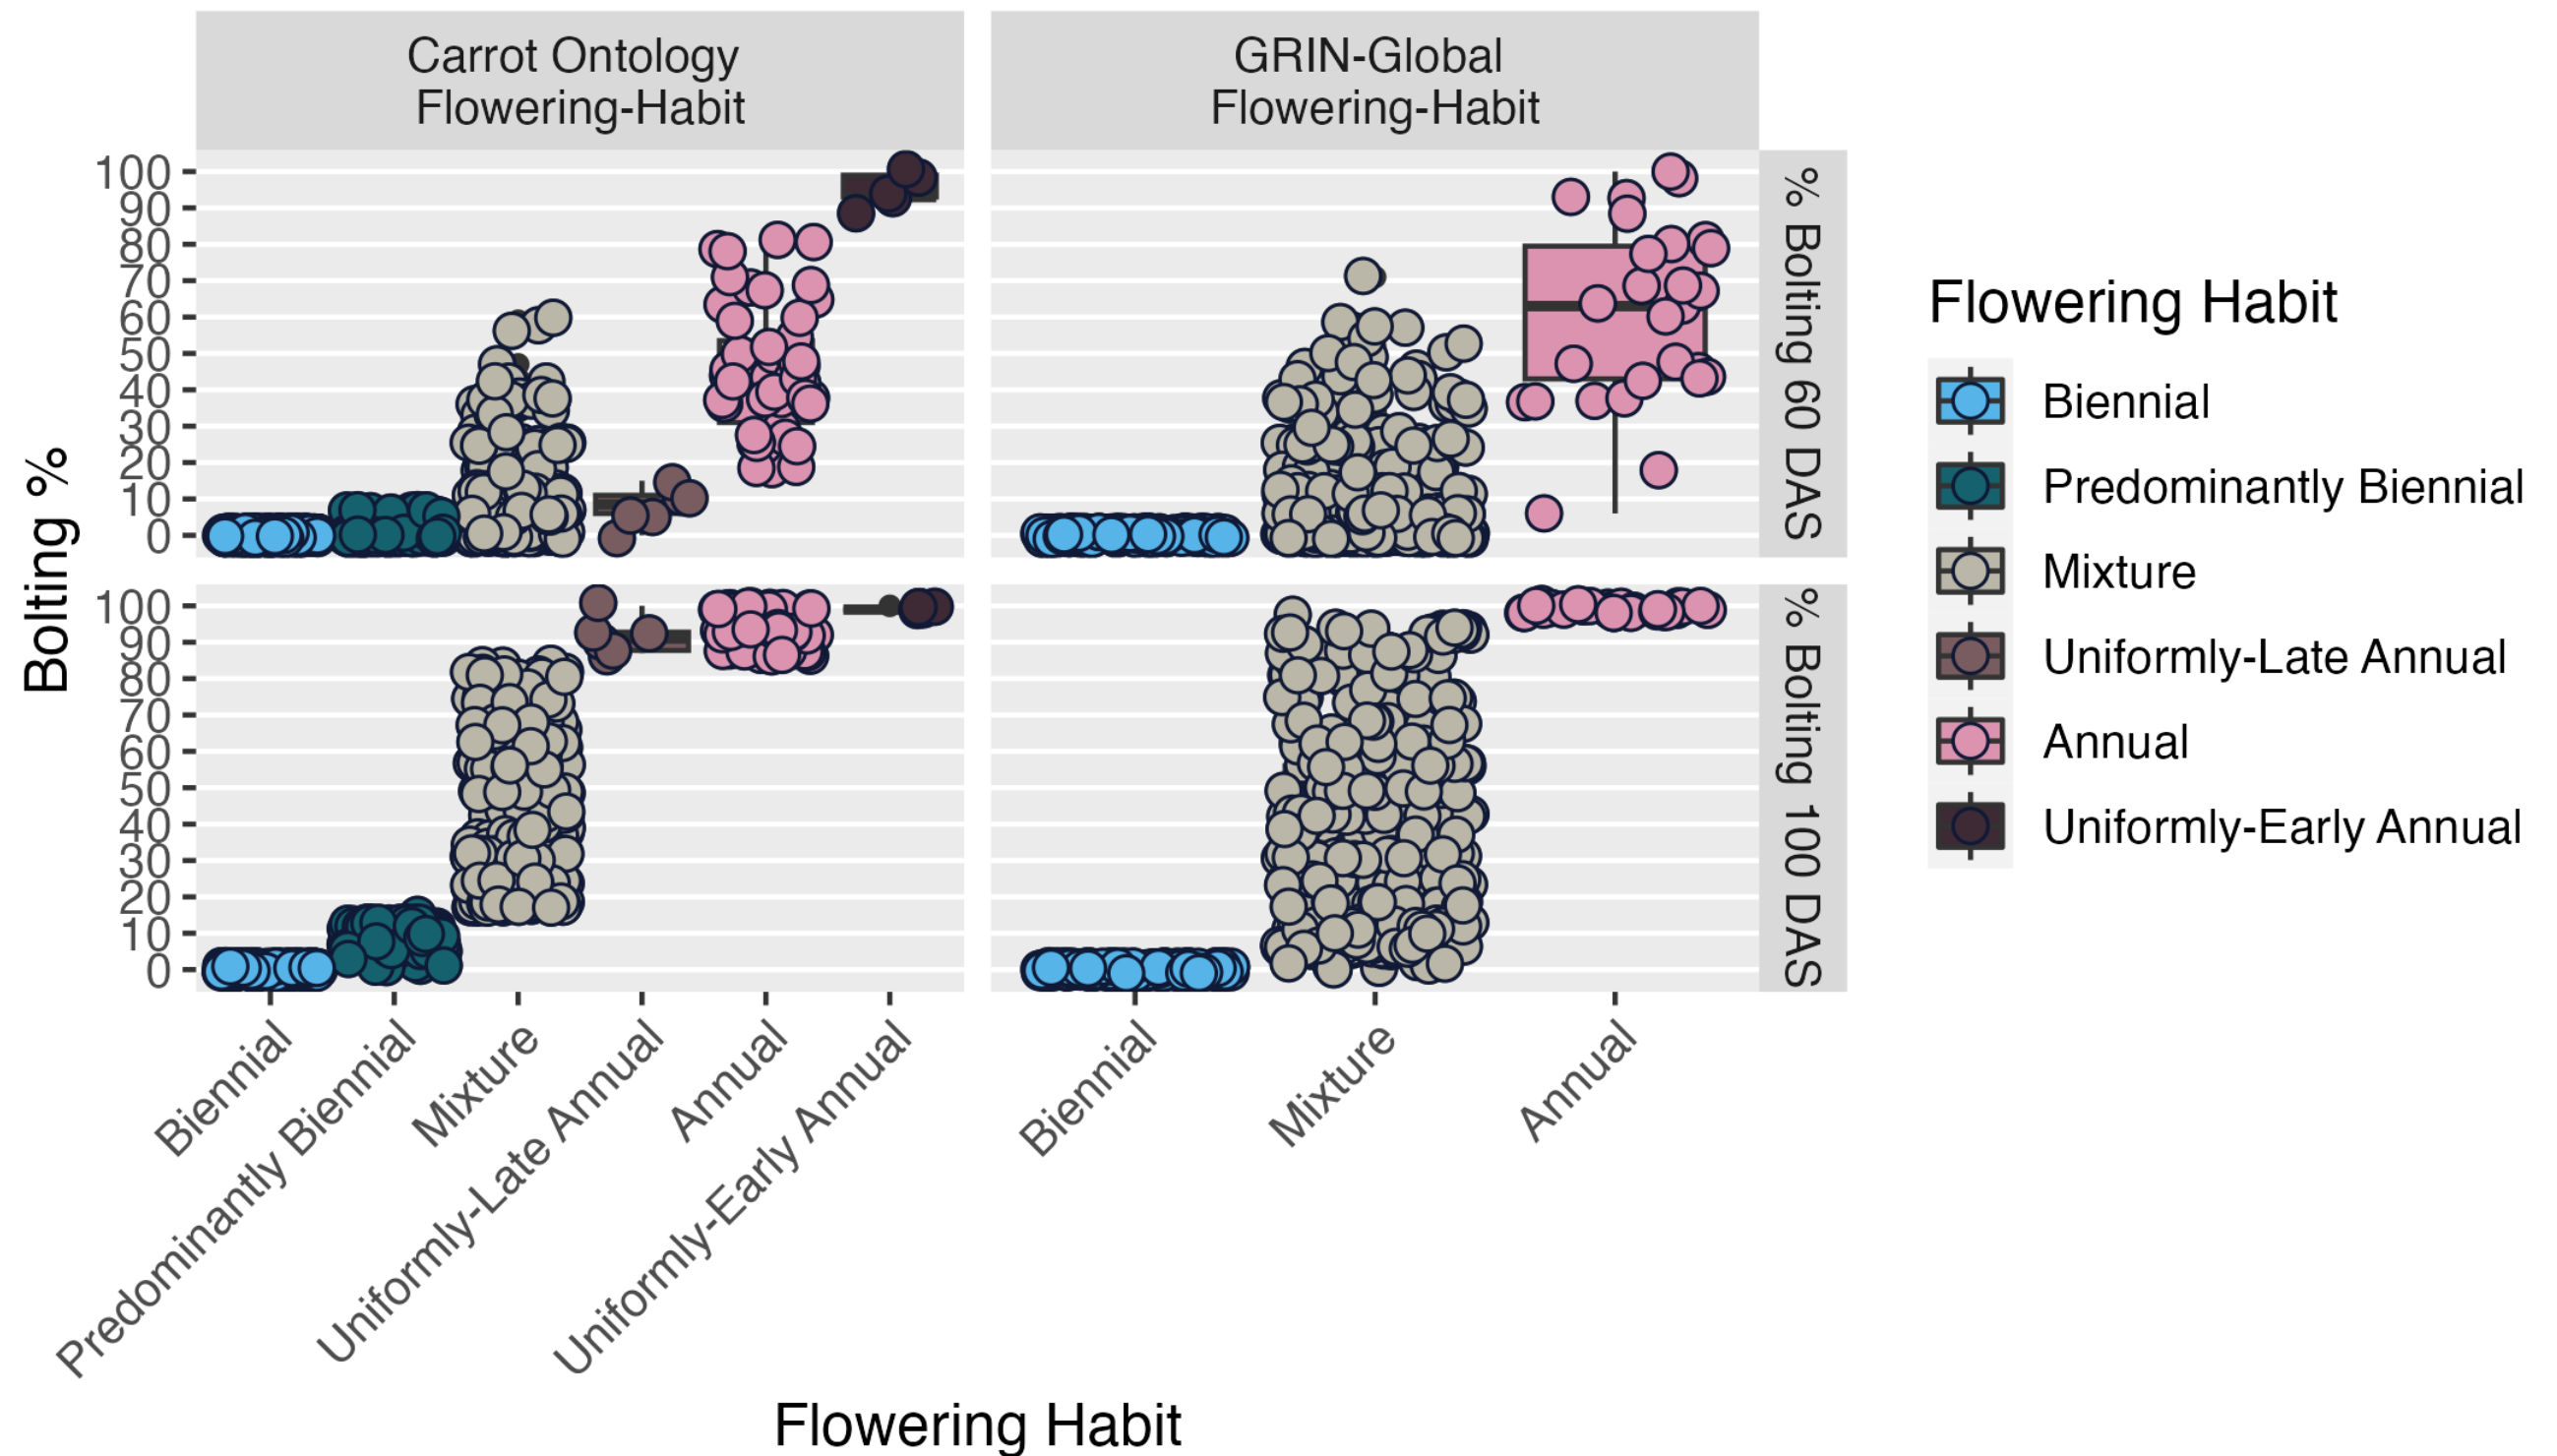 Carrot Ontology
Flowering-Habit
GRIN-Global
Flowering-Habit
Bolting %
100
90
80
70
60
50
40
30
20
10
0
% Bolting 60 DAS
100
90
80
70
60
50
40
30
20
10
0
% Bolting 100 DAS
Biennial
Predominantly Biennial
Mixture
Uniformly-Late Annual
Annual
Uniformly-Early Annual
Biennial
Mixture
Annual
Flowering Habit
Flowering Habit
Biennial
Predominantly Biennial
Mixture
Uniformly-Late Annual
Annual
Uniformly-Early Annual